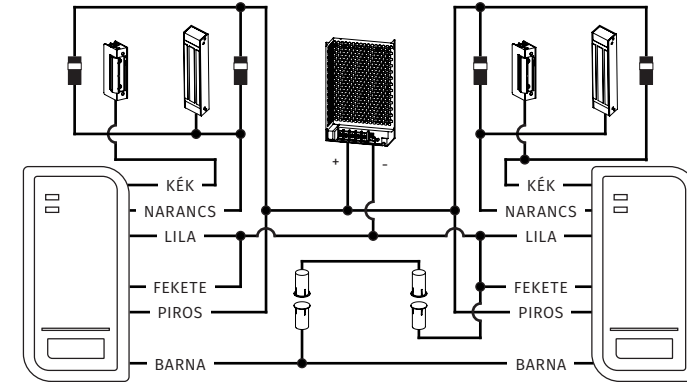 + -
KÉK KÉK
NARANCS NARANCS
LILA LILA
FEKETE FEKETE
PIROS PIROS
BARNA BARNA